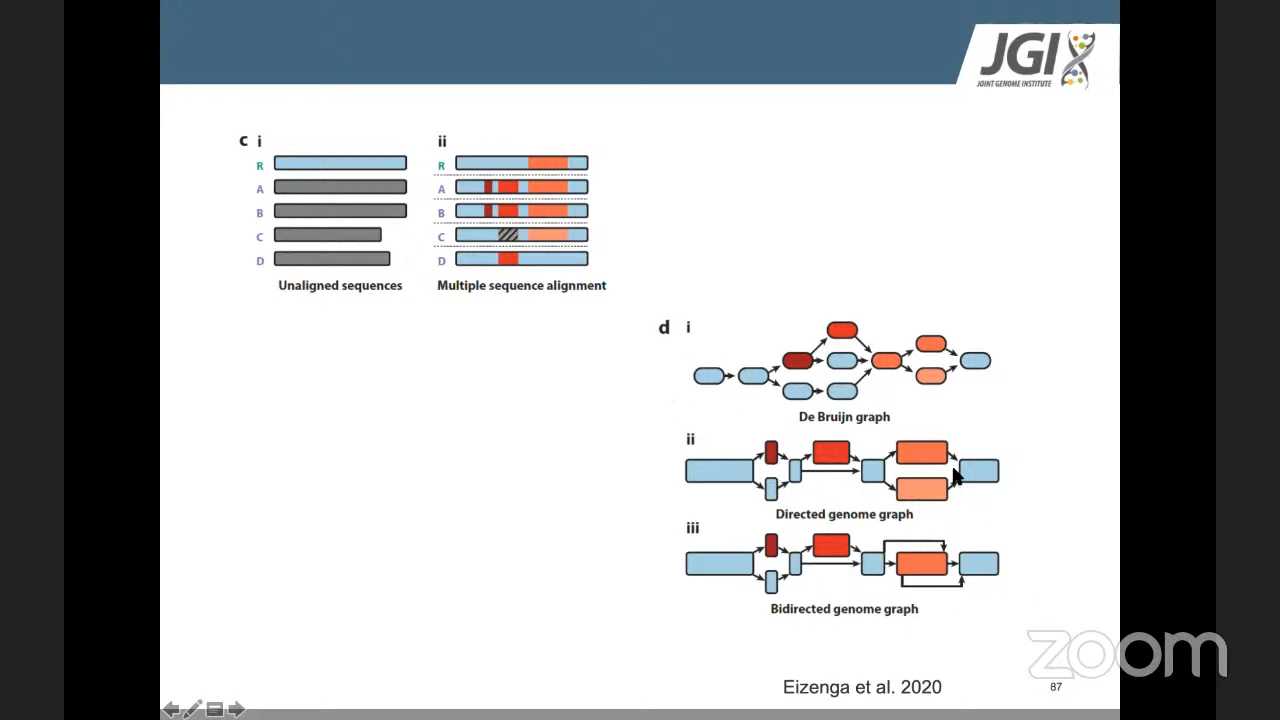 JGI
JOINT GENOME INSTITUTE
c i ii
R R
A A
B B
C C
D D
Unaligned sequences Multiple sequence alignment
d i
De Bruijn graph
ii
Directed genome graph
iii
Bidirected genome graph
zoom
Eizenga et al. 2020
87